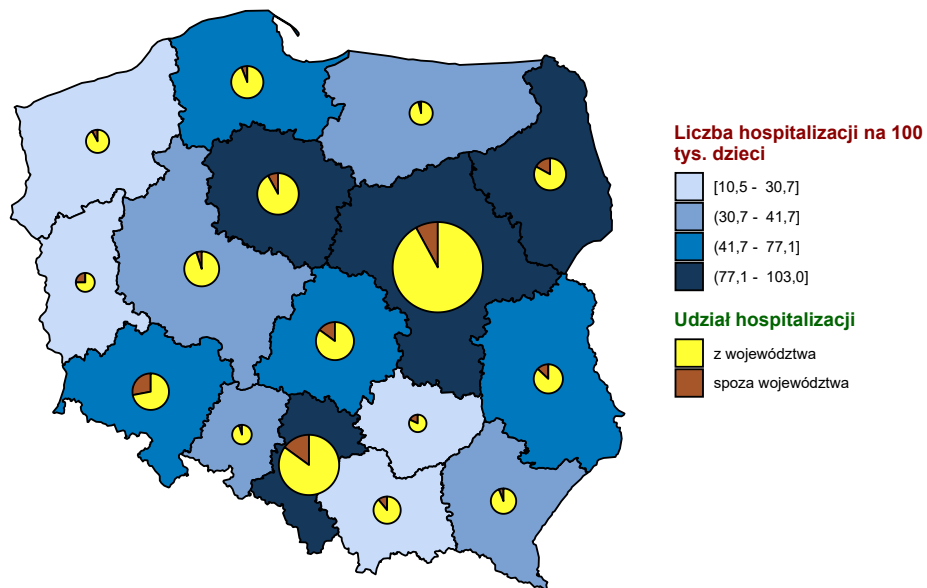 Liczba hospitalizacji na 100
tys. dzieci
[10,5 - 30,7]
(30,7 - 41,7]
(41,7 - 77,1]
(77,1 - 103,0]
Udział hospitalizacji
z województwa
spoza województwa